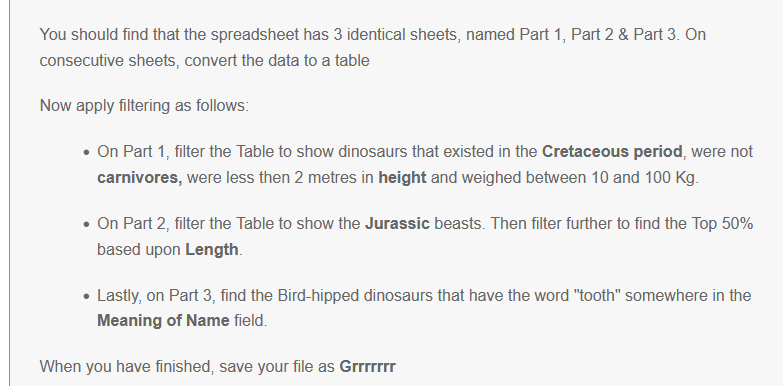 You should find that the spreadsheet has 3 identical sheets, named Part 1, Part 2 & Part 3. On
consecutive sheets, convert the data to a table
Now apply filtering as follows:
• On Part 1, filter the Table to show dinosaurs that existed in the Cretaceous period, were not
carnivores, were less then 2 metres in height and weighed between 10 and 100 Kg.
• On Part 2, filter the Table to show the Jurassic beasts. Then filter further to find the Top 50%
based upon Length.
• Lastly, on Part 3, find the Bird-hipped dinosaurs that have the word "tooth" somewhere in the
Meaning of Name field.
When you have finished, save your file as Grrrrrrr